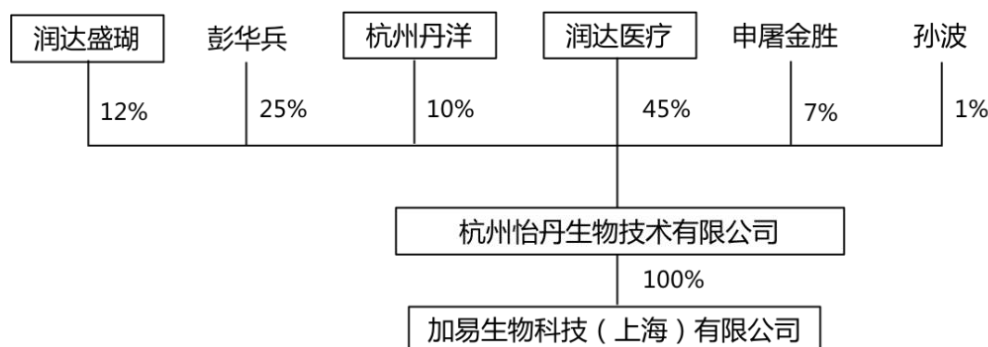 润达盛瑚 彭华兵 杭州丹洋 润达医疗 申屠金胜 孙波
12% 25% 10% 45% 7% 1%
杭州怡丹生物技术有限公司
100%
加易生物科技（上海）有限公司